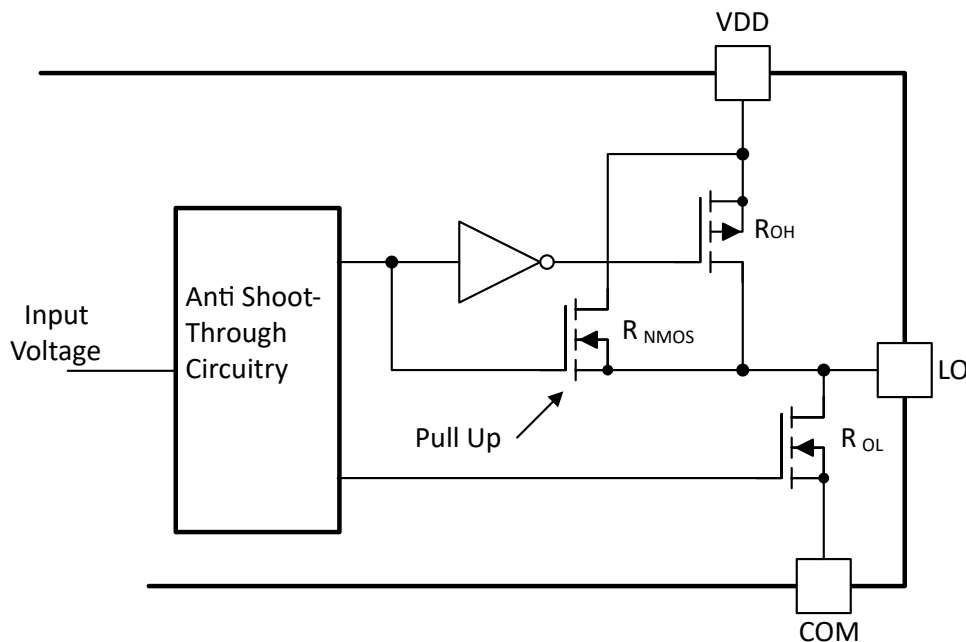 VDD
ROH
Anti Shoot-
Through
Circuitry
Input
Voltage
R NMOS
LO
Pull Up
R OL
COM